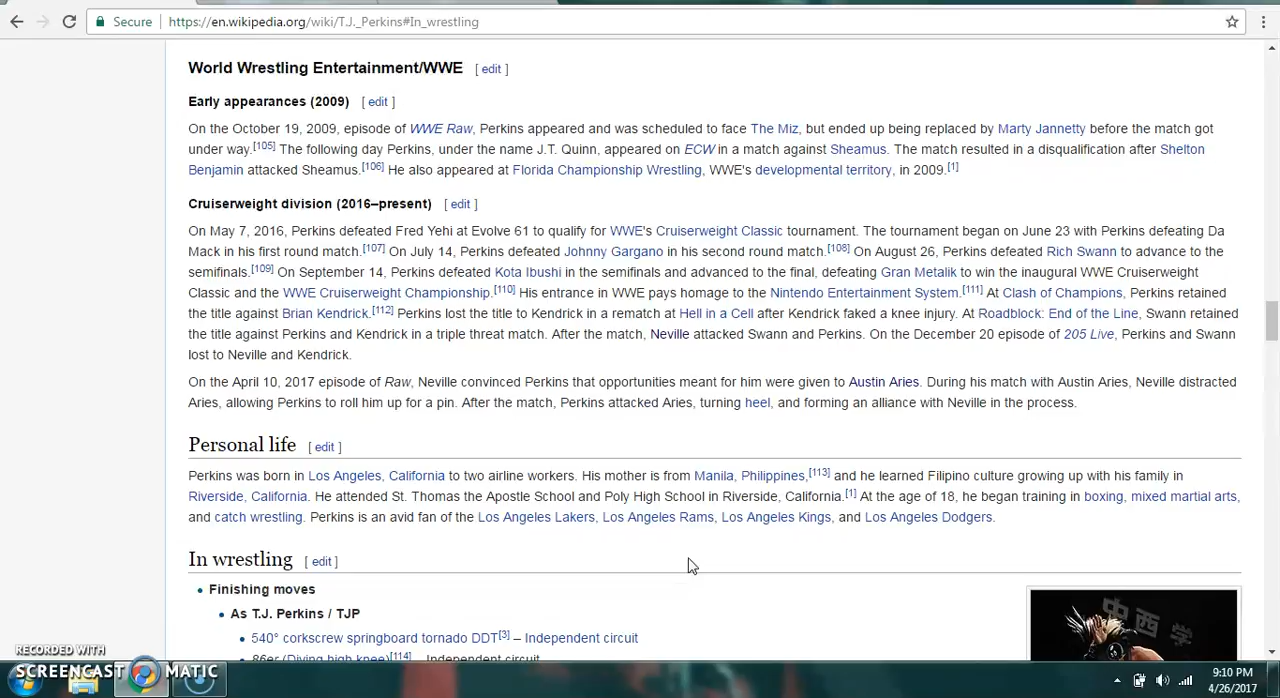 Secure | https://en.wikipedia.org/wiki/T.J._Perkins#In_wrestling
World Wrestling Entertainment/WWE [ edit ]
Early appearances (2009) [ edit ]
On the October 19, 2009, episode of WWE Raw, Perkins appeared and was scheduled to face The Miz, but ended up being replaced by Marty Jannetty before the match got
under way.[105] The following day Perkins, under the name J.T. Quinn, appeared on ECW in a match against Sheamus. The match resulted in a disqualification after Shelton
Benjamin attacked Sheamus.[106] He also appeared at Florida Championship Wrestling, WWE's developmental territory, in 2009.[1]
Cruiserweight division (2016–present) [ edit ]
On May 7, 2016, Perkins defeated Fred Yehi at Evolve 61 to qualify for WWE's Cruiserweight Classic tournament. The tournament began on June 23 with Perkins defeating Da
Mack in his first round match.[107] On July 14, Perkins defeated Johnny Gargano in his second round match.[108] On August 26, Perkins defeated Rich Swann to advance to the
semifinals.[109] On September 14, Perkins defeated Kota Ibushi in the semifinals and advanced to the final, defeating Gran Metalik to win the inaugural WWE Cruiserweight
Classic and the WWE Cruiserweight Championship.[110] His entrance in WWE pays homage to the Nintendo Entertainment System.[111] At Clash of Champions, Perkins retained
the title against Brian Kendrick.[112] Perkins lost the title to Kendrick in a rematch at Hell in a Cell after Kendrick faked a knee injury. At Roadblock: End of the Line, Swann retained
the title against Perkins and Kendrick in a triple threat match. After the match, Neville attacked Swann and Perkins. On the December 20 episode of 205 Live, Perkins and Swann
lost to Neville and Kendrick.
On the April 10, 2017 episode of Raw, Neville convinced Perkins that opportunities meant for him were given to Austin Aries. During his match with Austin Aries, Neville distracted
Aries, allowing Perkins to roll him up for a pin. After the match, Perkins attacked Aries, turning heel, and forming an alliance with Neville in the process.
Personal life [ edit ]
Perkins was born in Los Angeles, California to two airline workers. His mother is from Manila, Philippines,[113] and he learned Filipino culture growing up with his family in
Riverside, California. He attended St. Thomas the Apostle School and Poly High School in Riverside, California.[1] At the age of 18, he began training in boxing, mixed martial arts,
and catch wrestling. Perkins is an avid fan of the Los Angeles Lakers, Los Angeles Rams, Los Angeles Kings, and Los Angeles Dodgers.
In wrestling [ edit ]
• Finishing moves
• As T.J. Perkins / TJP
• 540° corkscrew springboard tornado DDT[3] – Independent circuit
• 86er (Diving high knee)[114] – Independent circuit
中西学
RECORDED WITH
SCREENCAST MATIC
9:10 PM
4/26/2017